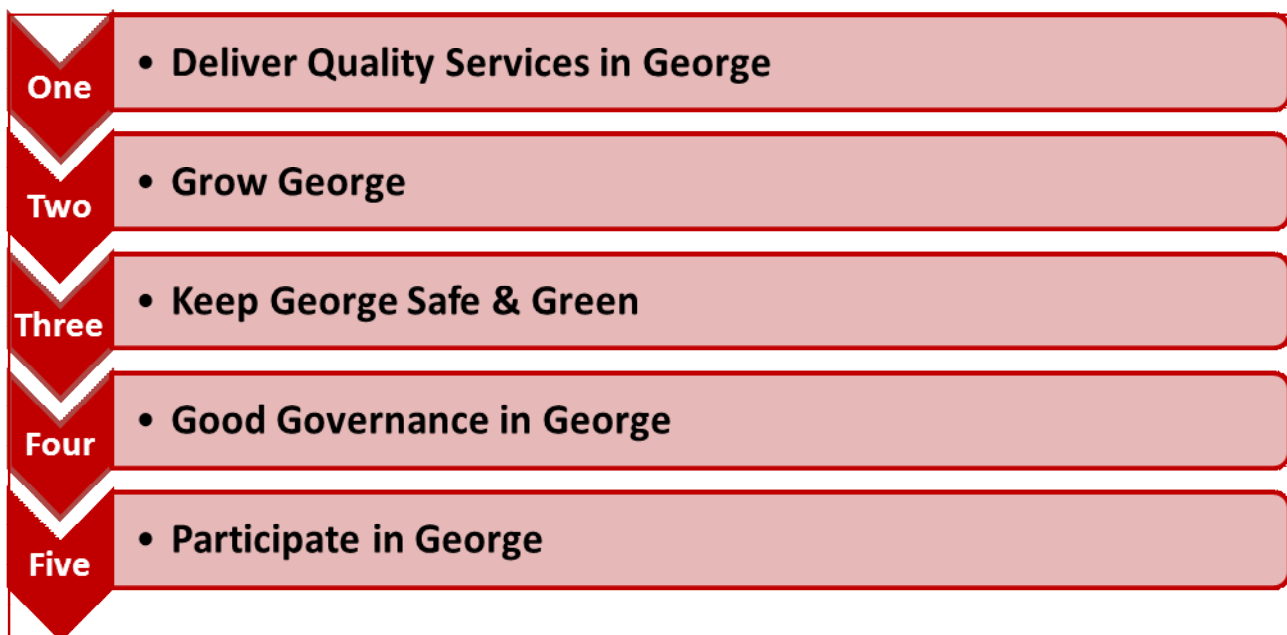 One
• Deliver Quality Services in George
Two
• Grow George
Three
• Keep George Safe & Green
Four
• Good Governance in George
Five
• Participate in George